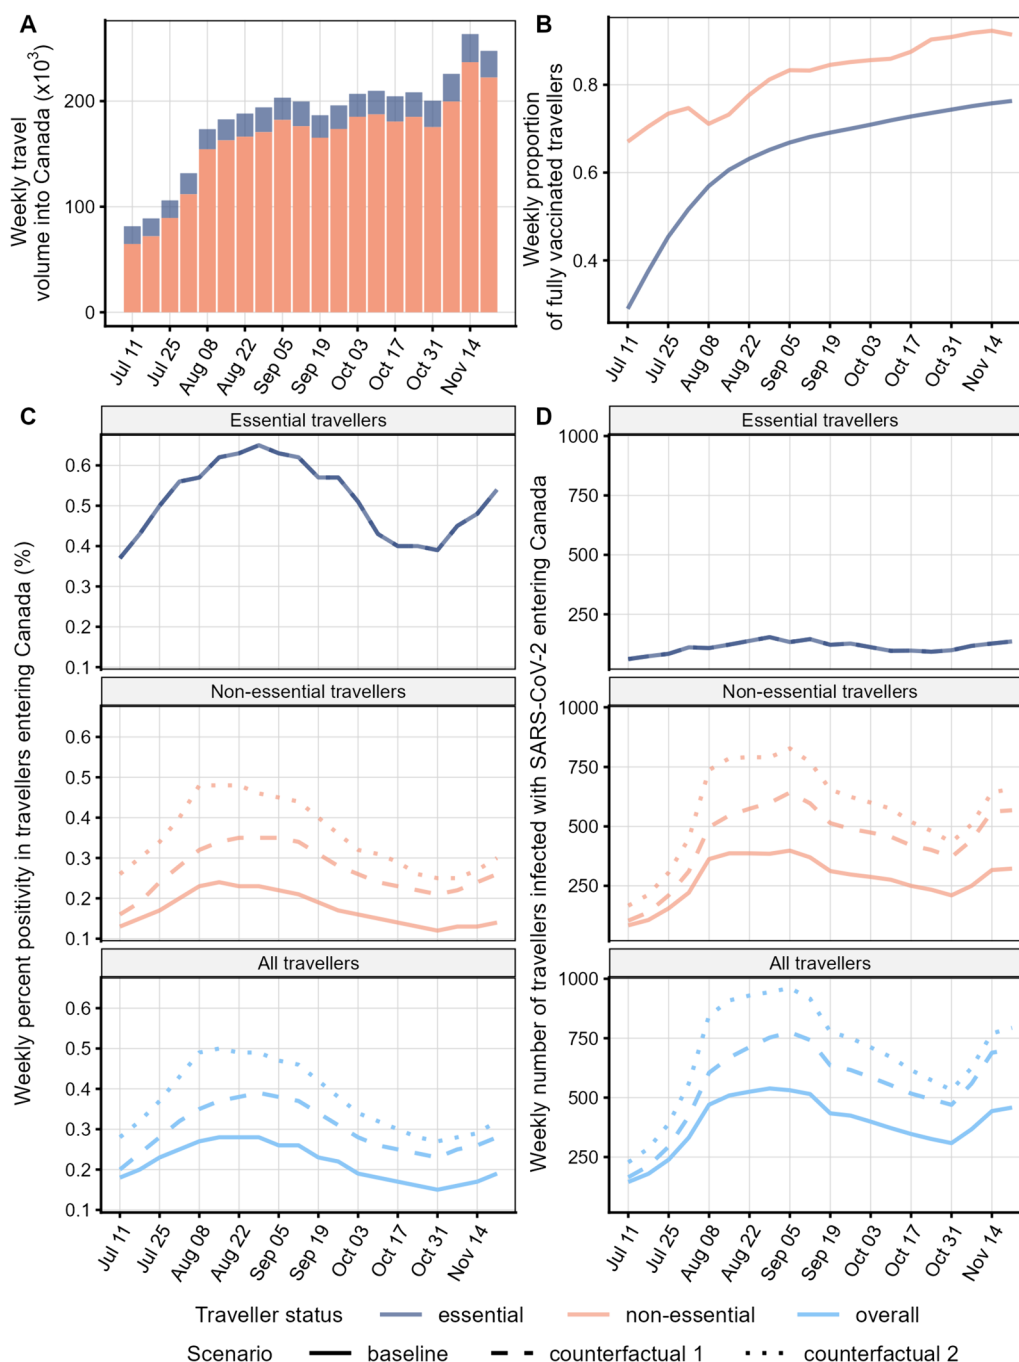 A
Weekly travel
volume into Canada (x10³)
200
100
0
Jul 11
Jul 25
Aug 08
Aug 22
Sep 05
Sep 19
Oct 03
Oct 17
Oct 31
Nov 14
B
Weekly proportion
of fully vaccinated travellers
0.8
0.6
0.4
Jul 11
Jul 25
Aug 08
Aug 22
Sep 05
Sep 19
Oct 03
Oct 17
Oct 31
Nov 14
C
Weekly percent positivity in travellers entering Canada (%)
Essential travellers
0.6
0.5
0.4
0.3
0.2
0.1
Non-essential travellers
0.6
0.5
0.4
0.3
0.2
0.1
All travellers
0.6
0.5
0.4
0.3
0.2
0.1
Jul 11
Jul 25
Aug 08
Aug 22
Sep 05
Sep 19
Oct 03
Oct 17
Oct 31
Nov 14
D
Weekly number of travellers infected with SARS-CoV-2 entering Canada
Essential travellers
1000
750
500
250
Non-essential travellers
1000
750
500
250
All travellers
1000
750
500
250
Jul 11
Jul 25
Aug 08
Aug 22
Sep 05
Sep 19
Oct 03
Oct 17
Oct 31
Nov 14
Traveller status essential non-essential overall
Scenario baseline counterfactual 1 counterfactual 2